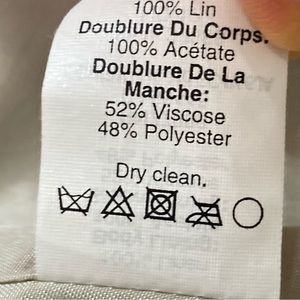 100% Lin
Doublure Du Corps:
100% Acétate
Doublure De La
Manche:
52% Viscose
48% Polyester
Dry clean.